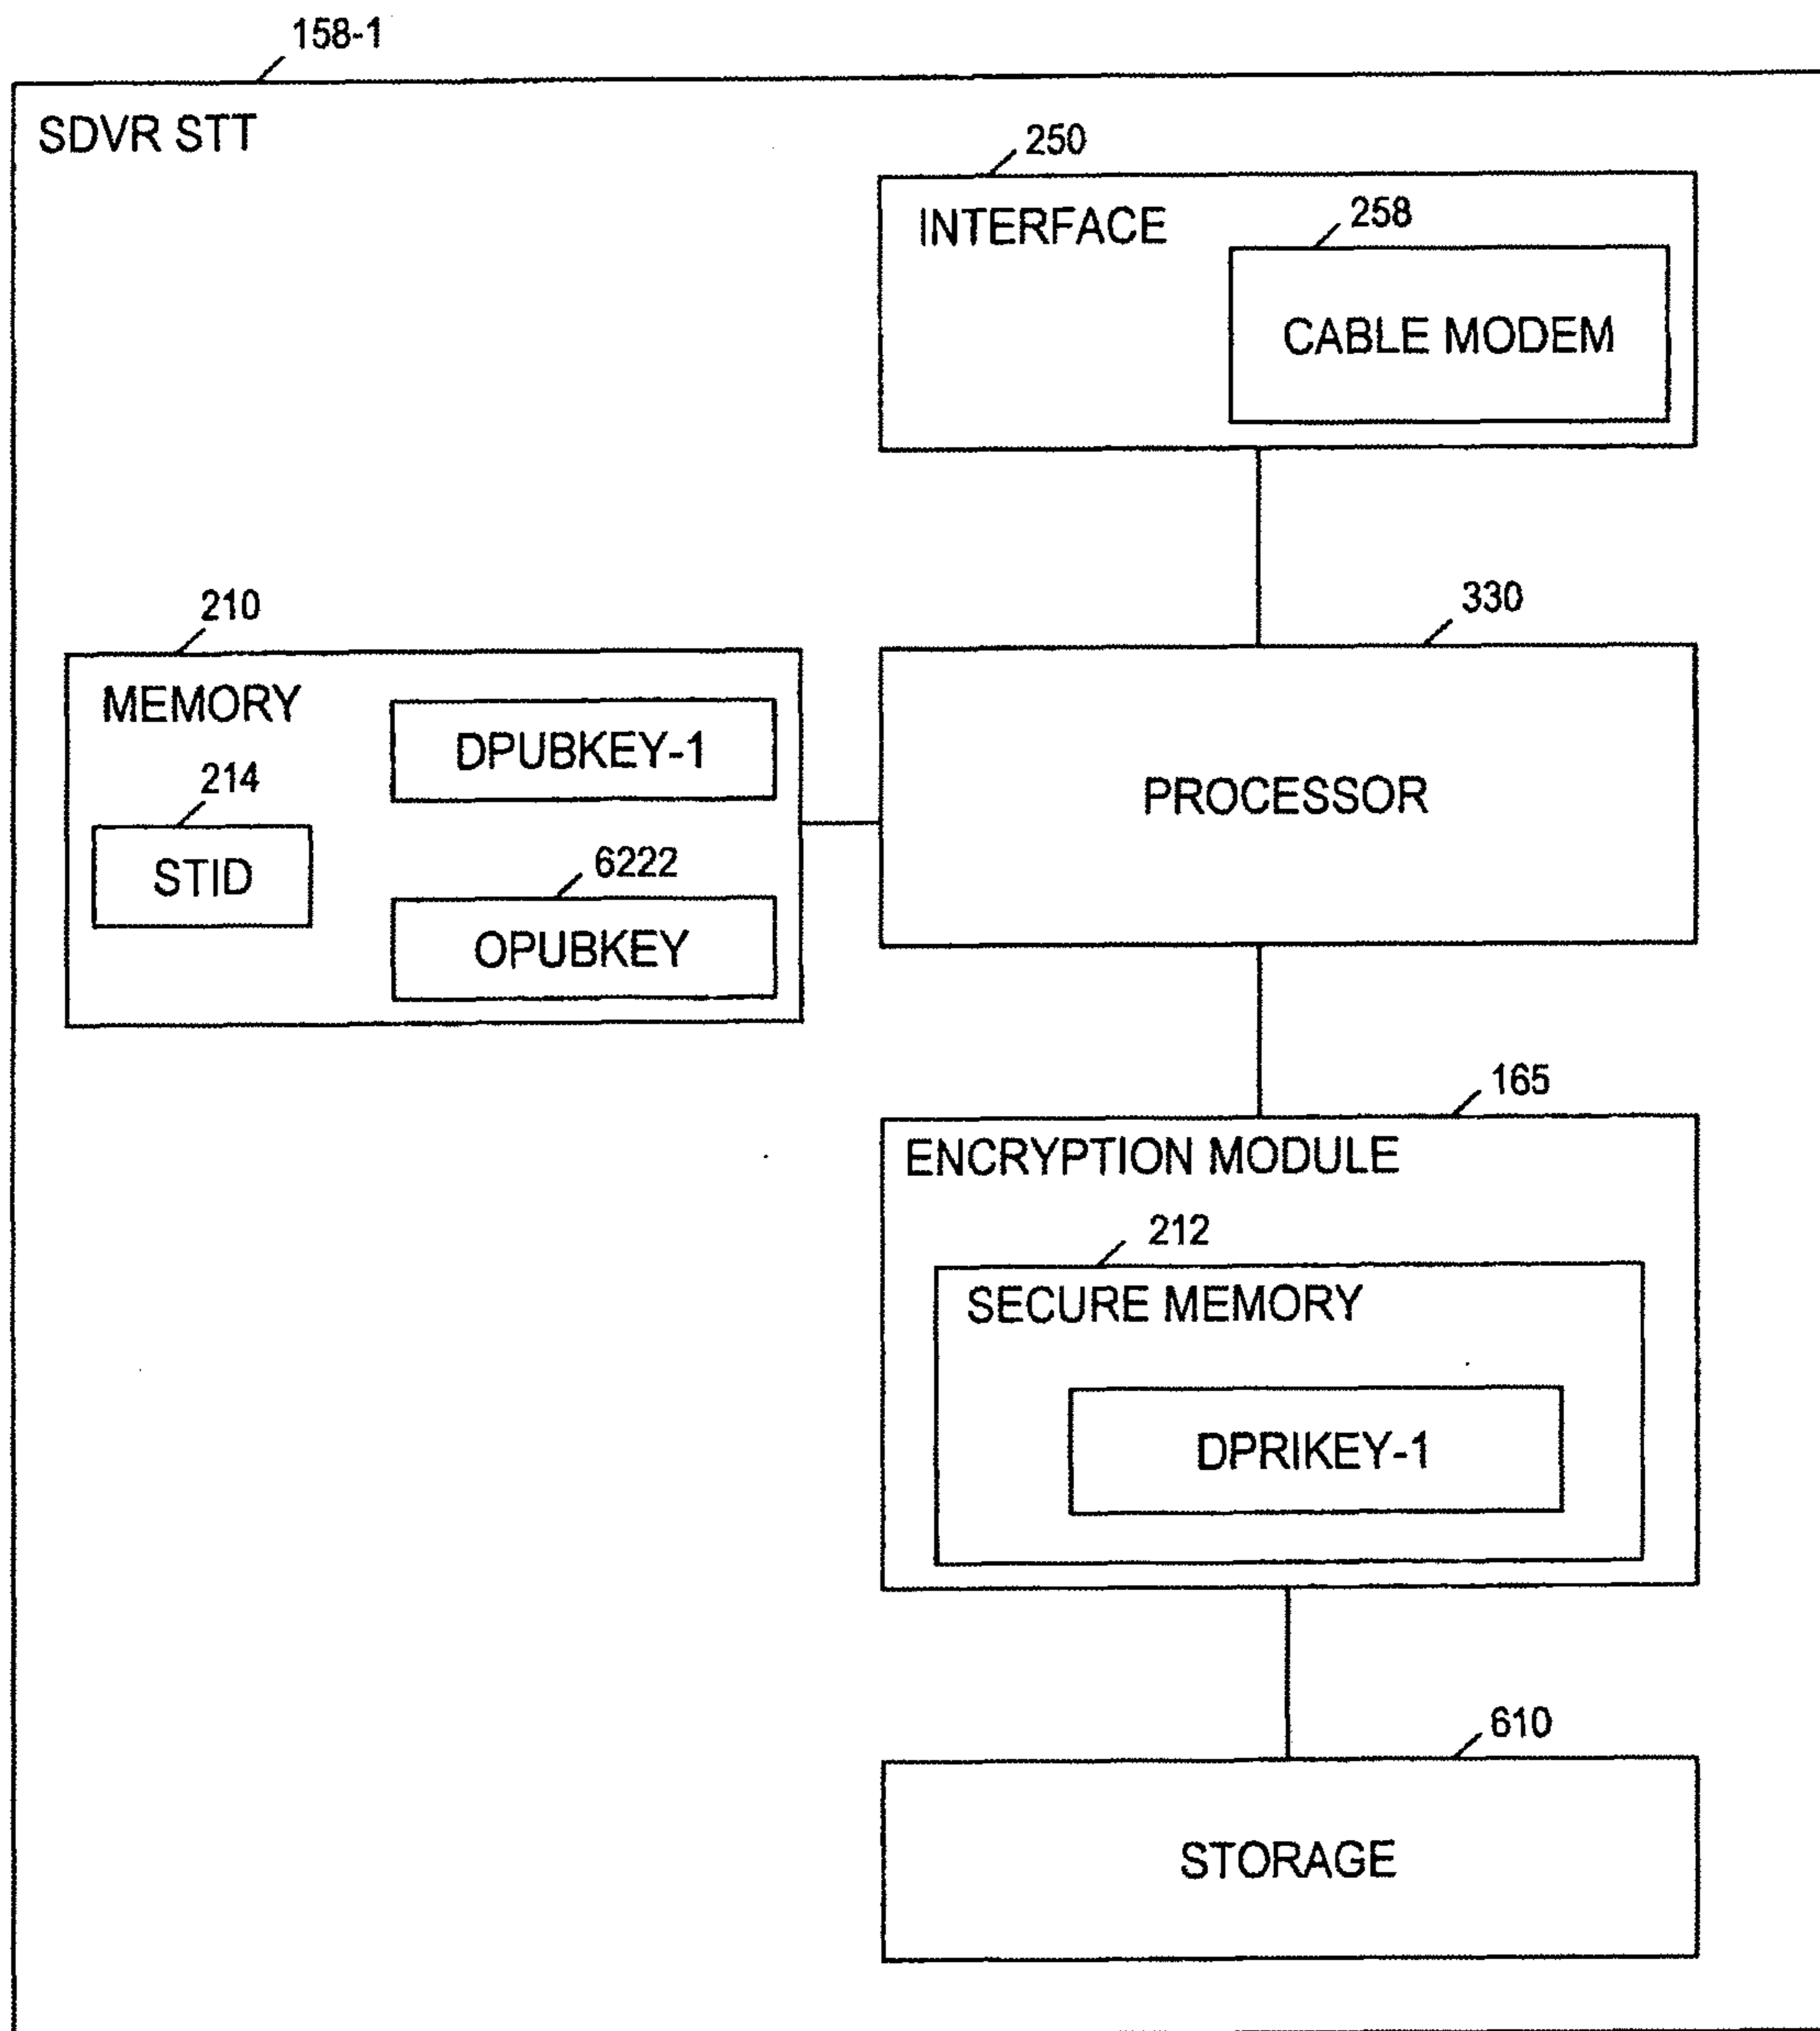 158-1
SDVR STT
250
INTERFACE
258
CABLE MODEM
210
330
MEMORY
DPUBKEY-1
214
STID
6222
OPUBKEY
PROCESSOR
165
ENCRYPTION MODULE
212
SECURE MEMORY
DPRIKEY-1
610
STORAGE